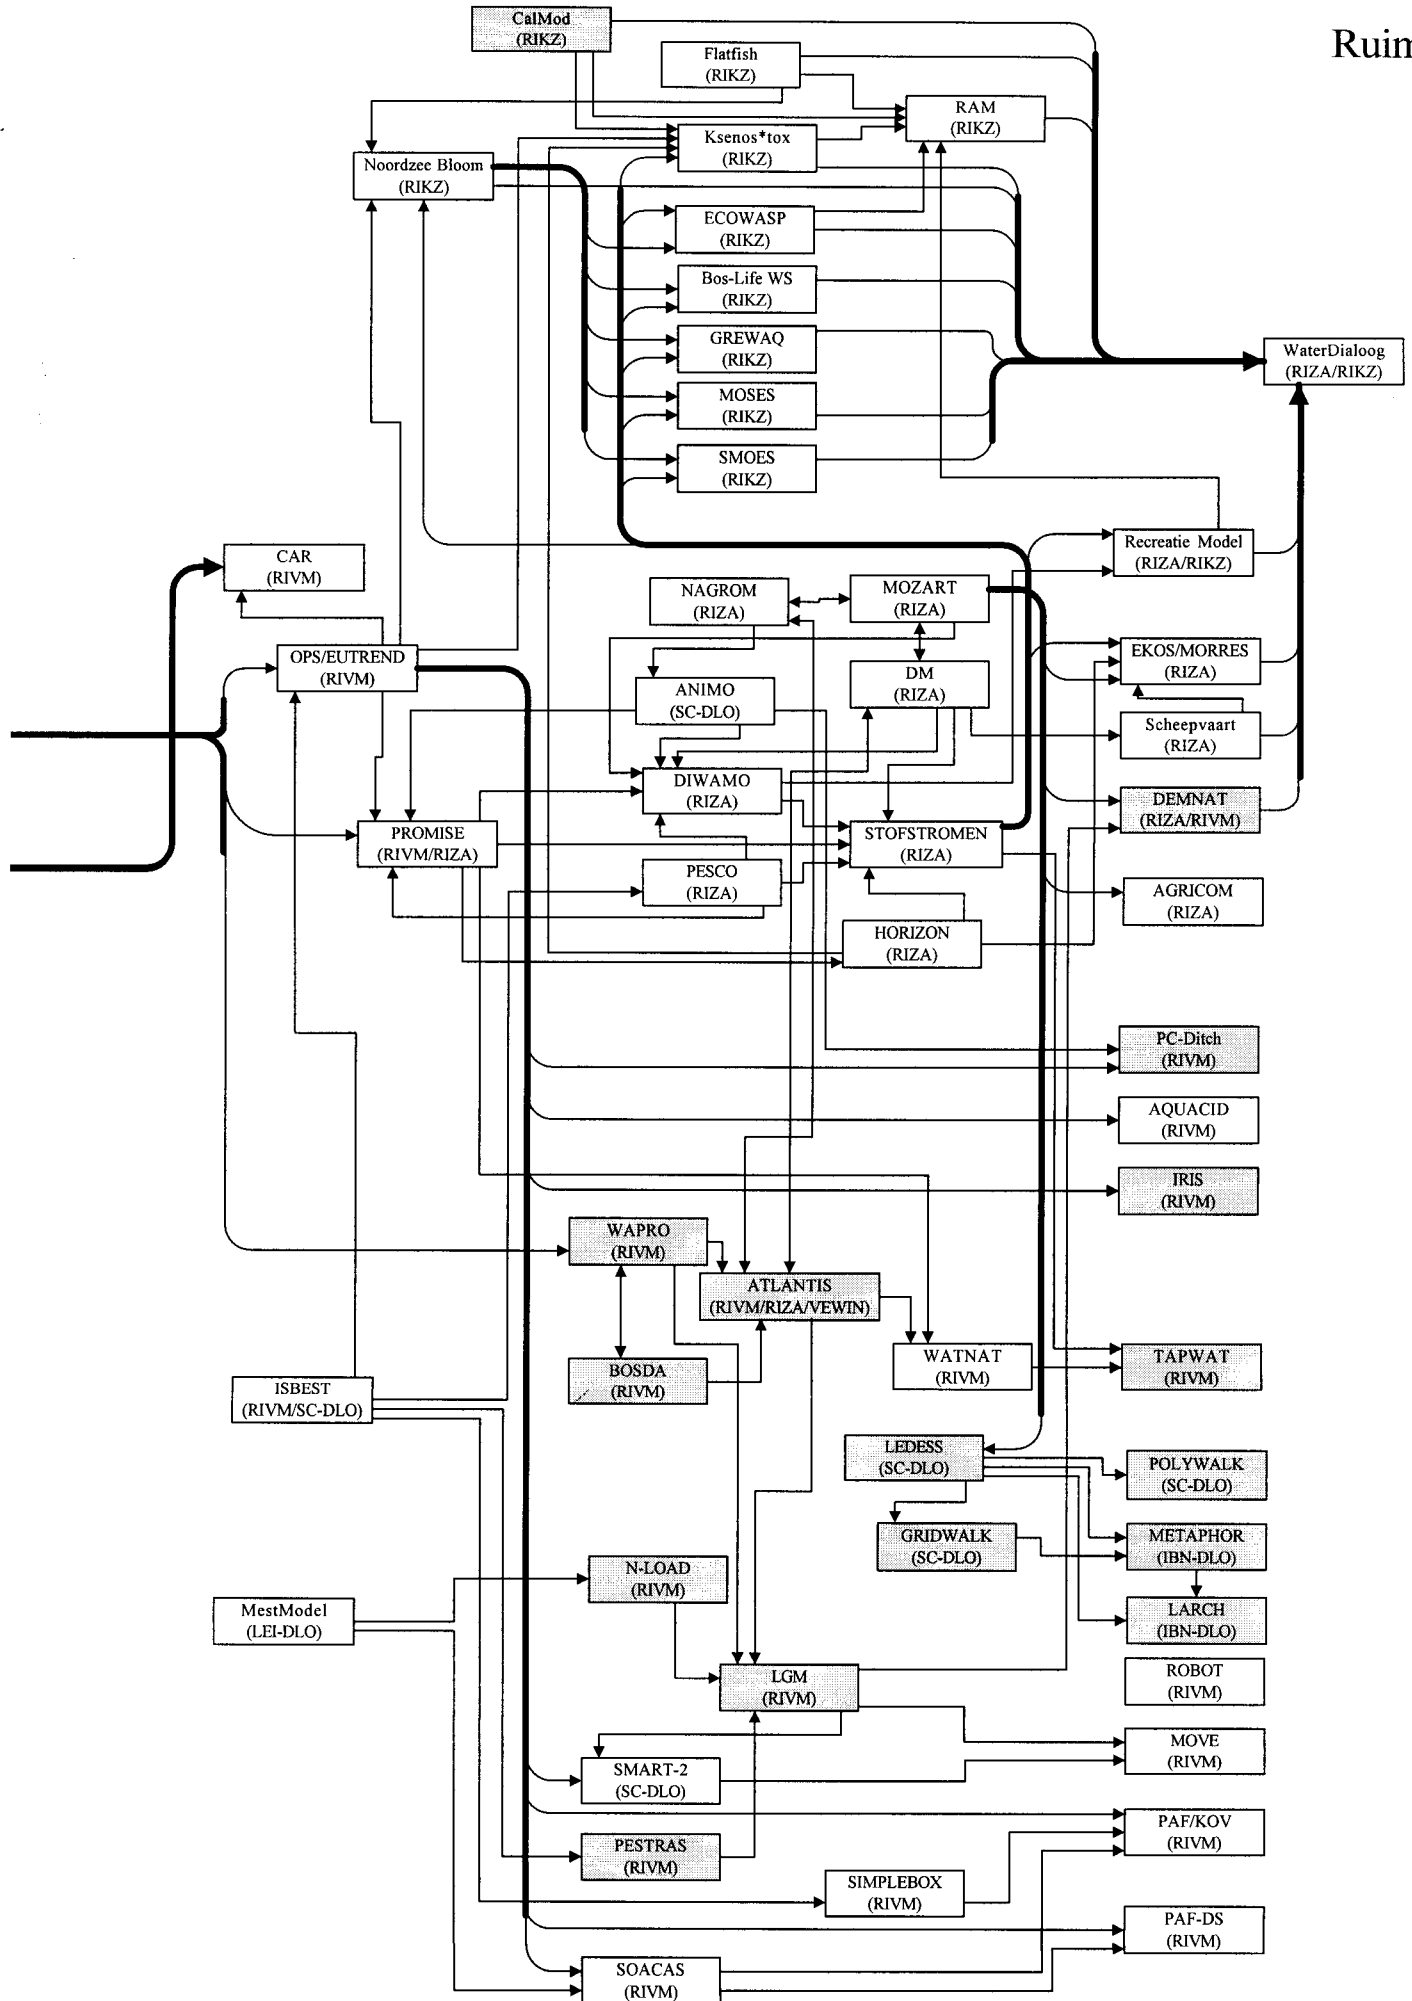 CalMod
(RIKZ)
Ruim
Flatfish
(RIKZ)
RAM
(RIKZ)
Ksenos*tox
(RIKZ)
Noordzee Bloom
(RIKZ)
ECOWASP
(RIKZ)
Bos-Life WS
(RIKZ)
GREWAQ
(RIKZ)
WaterDialoog
(RIZA/RIKZ)
MOSES
(RIKZ)
SMOES
(RIKZ)
Recreatie Model
(RIZA/RIKZ)
CAR
(RIVM)
NAGROM
(RIZA)
MOZART
(RIZA)
OPS/EUTREND
(RIVM)
EKOS/MORRES
(RIZA)
ANIMO
(SC-DLO)
DM
(RIZA)
Scheepvaart
(RIZA)
DIWAMO
(RIZA)
DEMNAT
(RIZA/RIVM)
PROMISE
(RIVM/RIZA)
STOFSTROMEN
(RIZA)
PESCO
(RIZA)
AGRICOM
(RIZA)
HORIZON
(RIZA)
PC-Ditch
(RIVM)
AQUACID
(RIVM)
IRIS
(RIVM)
WAPRO
(RIVM)
ATLANTIS
(RIVM/RIZA/VEWIN)
WATNAT
(RIVM)
TAPWAT
(RIVM)
BOSDA
(RIVM)
ISBEST
(RIVM/SC-DLO)
LEDESS
(SC-DLO)
POLYWALK
(SC-DLO)
GRIDWALK
(SC-DLO)
METAPHOR
(IBN-DLO)
N-LOAD
(RIVM)
MestModel
(LEI-DLO)
LARCH
(IBN-DLO)
LGM
(RIVM)
ROBOT
(RIVM)
MOVE
(RIVM)
SMART-2
(SC-DLO)
PAF/KOV
(RIVM)
PESTRAS
(RIVM)
SIMPLEBOX
(RIVM)
PAF-DS
(RIVM)
SOACAS
(RIVM)